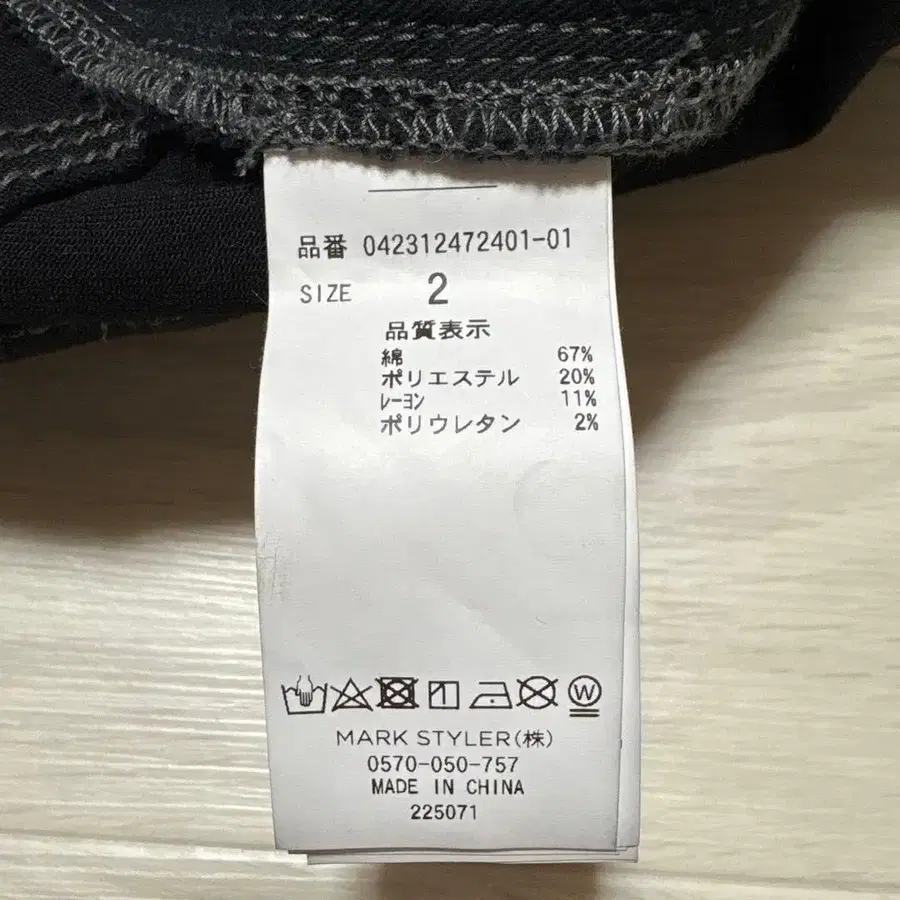 品番 042312472401-01
SIZE 2
品質表示
綿 67%
ポリエステル 20%
レーヨン 11%
ポリウレタン 2%
W
MARK STYLER(株)
0570-050-757
MADE IN CHINA
225071